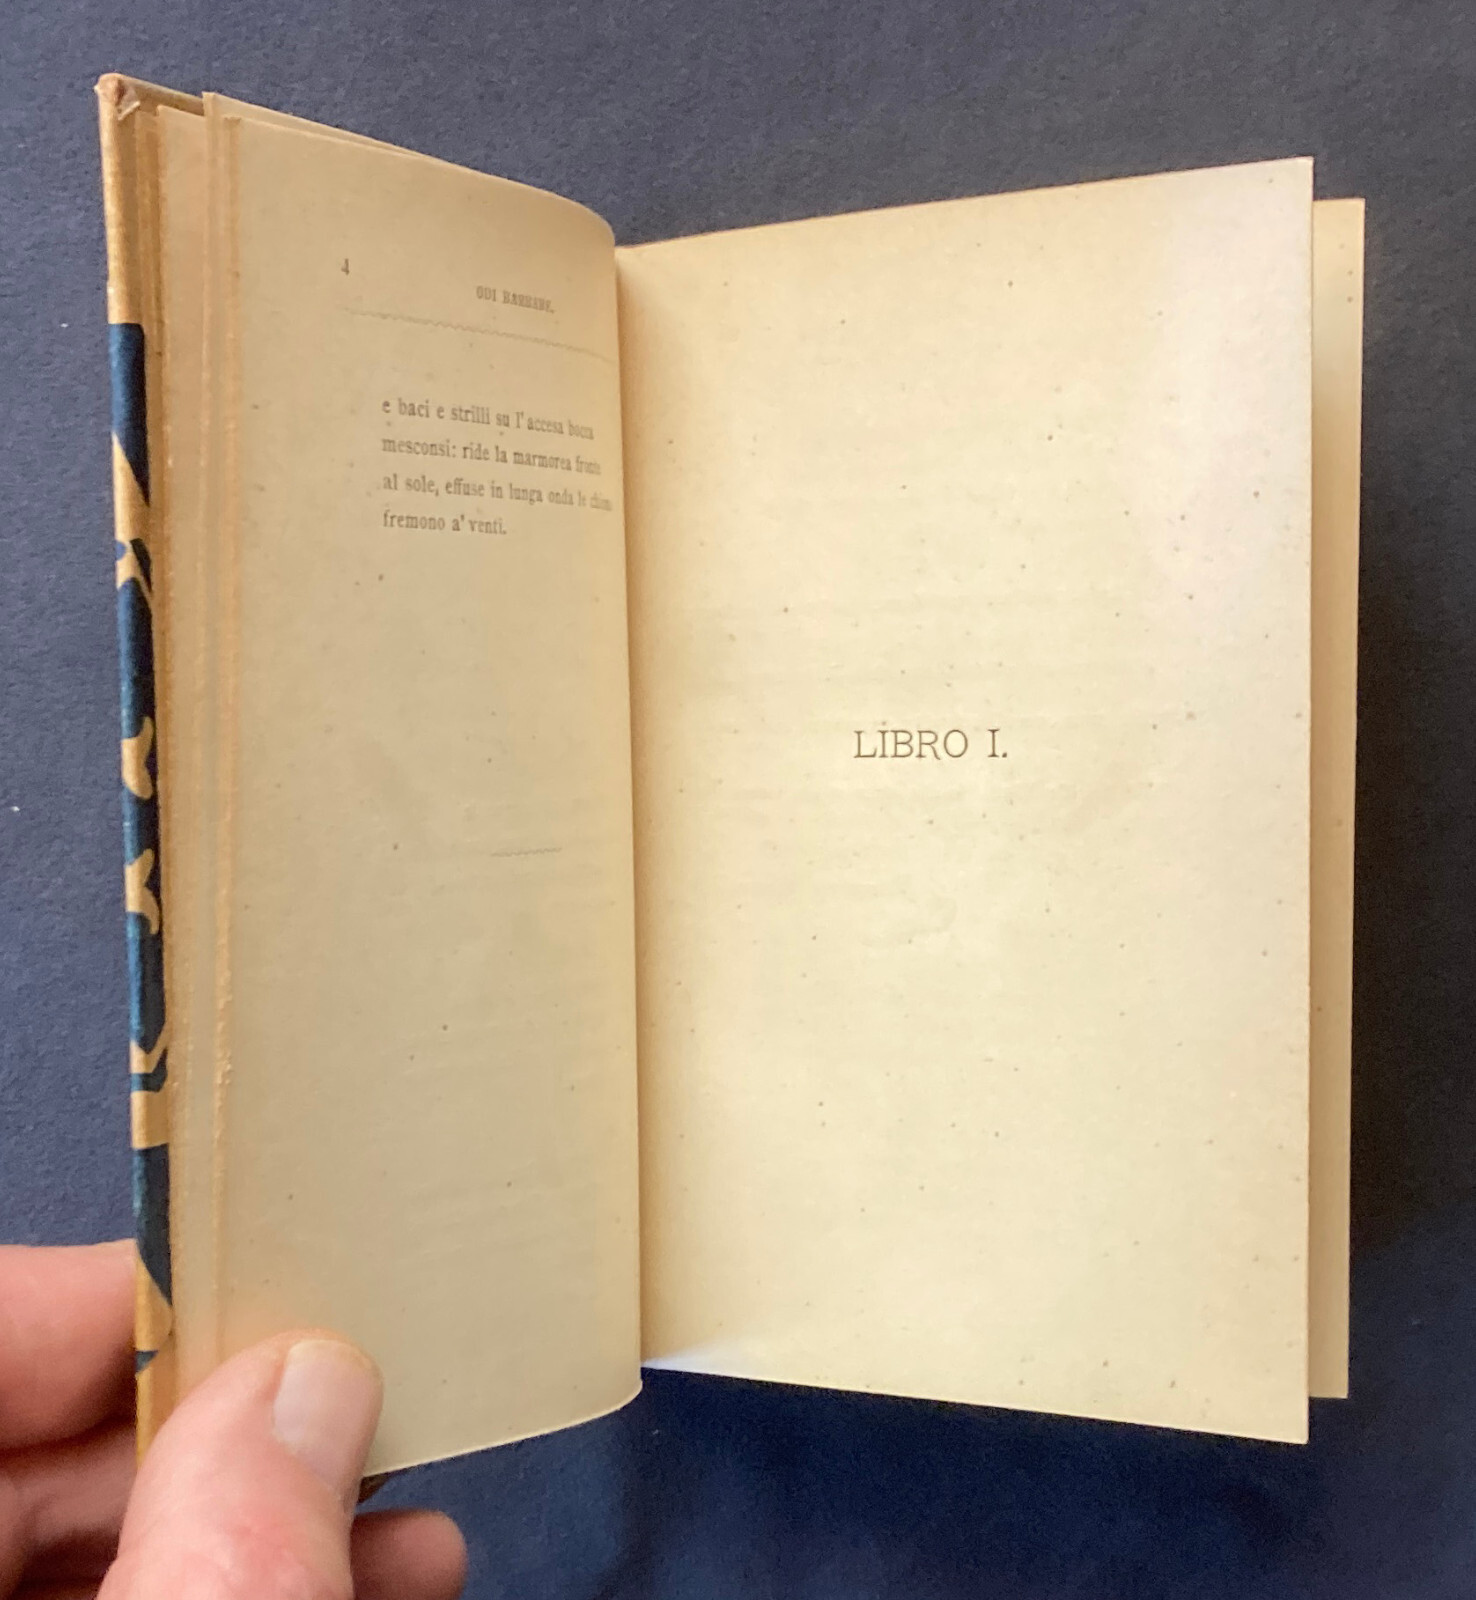 4
ODI BARBARE.
e baci e strilli su l'accesa bocca
mesconsi: ride la marmorea fronte
al sole, effuse in lunga onda le chiome
fremono a' venti.
LIBRO I.